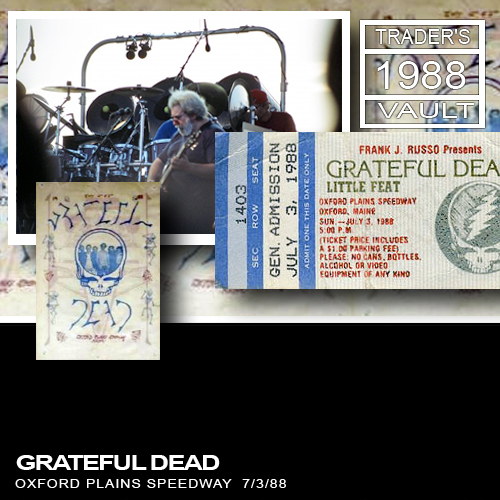 TRADER'S
1988
VAULT
FRANK J. RUSSO Presents
GRATEFUL DEA
LITTLE FEAT
OXFORD PLAINS SPEEDWAY
OXFORD, MAINE
SUN.--JULY 3, 1988
5:00 P.M.
(TICKET PRICE INCLUDES
A $1.00 PARKING FEE)
PLEASE: NO CANS, BOTTLES,
ALCOHOL OR VIDEO
EQUIPMENT OF ANY KIND
1403
SEC ROW SEAT
GEN.ADMISSION
JULY 3, 1988
ADMIT ONE THIS DATE ONLY
DEAD
GRATEFUL DEAD
OXFORD PLAINS SPEEDWAY 7/3/88